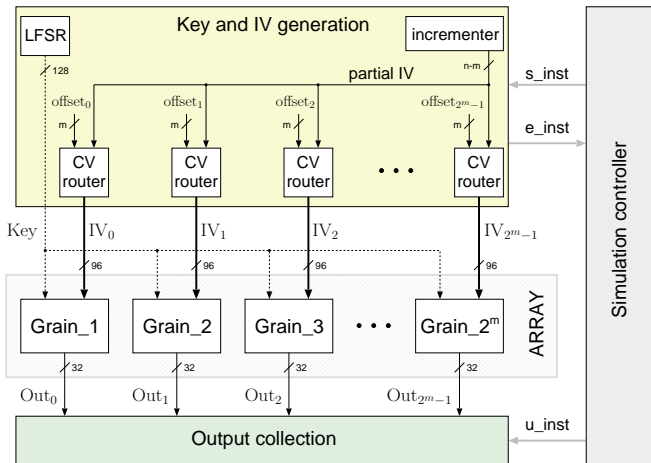 LFSR
Key and IV generation
incrementer
128
n-m
partial IV
s_inst
offset₀
offset₁
offset₂
offset₂ᵐ₋₁
m
m
m
m
e_inst
CV router
CV router
CV router
• • •
CV router
Simulation controller
Key
IV₀
IV₁
IV₂
IV₂ᵐ₋₁
96
96
96
96
Grain_1
Grain_2
Grain_3
• • •
Grain_2ᵐ
ARRAY
32
32
32
32
Out₀
Out₁
Out₂
Out₂ᵐ₋₁
Output collection
u_inst